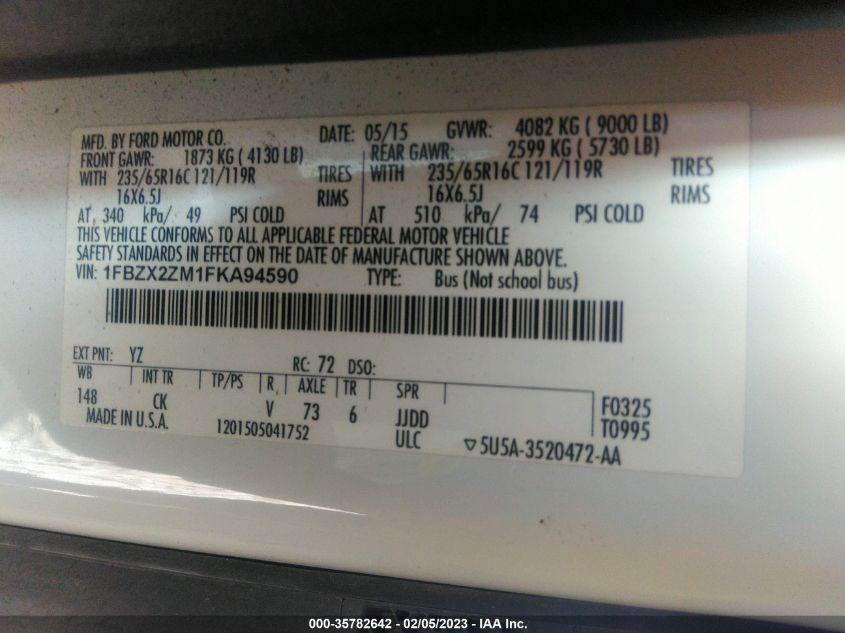 MFD. BY FORD MOTOR CO. DATE: 05/15 GVWR: 4082 KG ( 9000 LB)
FRONT GAWR: 1873 KG ( 4130 LB) REAR GAWR: 2599 KG ( 5730 LB)
WITH 235/65R16C 121/119R TIRES WITH 235/65R16C 121/119R TIRES
16X6.5J RIMS 16X6.5J RIMS
AT 340 kPa/ 49 PSI COLD AT 510 kPa/ 74 PSI COLD
THIS VEHICLE CONFORMS TO ALL APPLICABLE FEDERAL MOTOR VEHICLE
SAFETY STANDARDS IN EFFECT ON THE DATE OF MANUFACTURE SHOWN ABOVE.
VIN: 1FBZX2ZM1FKA94590 TYPE: Bus (Not school bus)
EXT PNT: YZ RC: 72 DSO:
WB INT TR TP/PS R AXLE TR SPR
148 CK V 73 6 JJDD F0325
MADE IN U.S.A. 1201505041752 ULC T0995
▽5U5A-3520472-AA
000-35782642 - 02/05/2023 - IAA Inc.